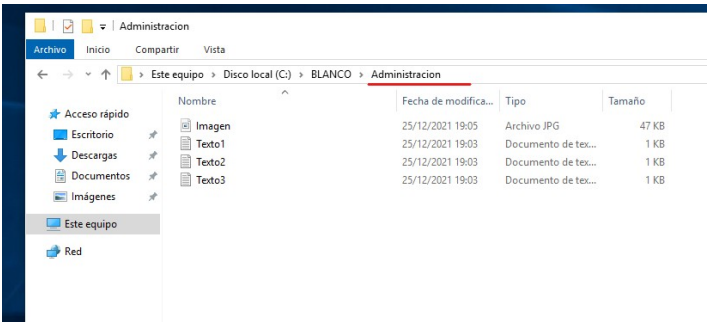 Administracion
Archivo Inicio Compartir Vista
Este equipo > Disco local (C:) > BLANCO > Administracion
Nombre Fecha de modifica... Tipo Tamaño
Acceso rápido
Imagen 25/12/2021 19:05 Archivo JPG 47 KB
Escritorio
Texto1 25/12/2021 19:03 Documento de tex... 1 KB
Descargas
Texto2 25/12/2021 19:03 Documento de tex... 1 KB
Documentos
Texto3 25/12/2021 19:03 Documento de tex... 1 KB
Imágenes
Este equipo
Red